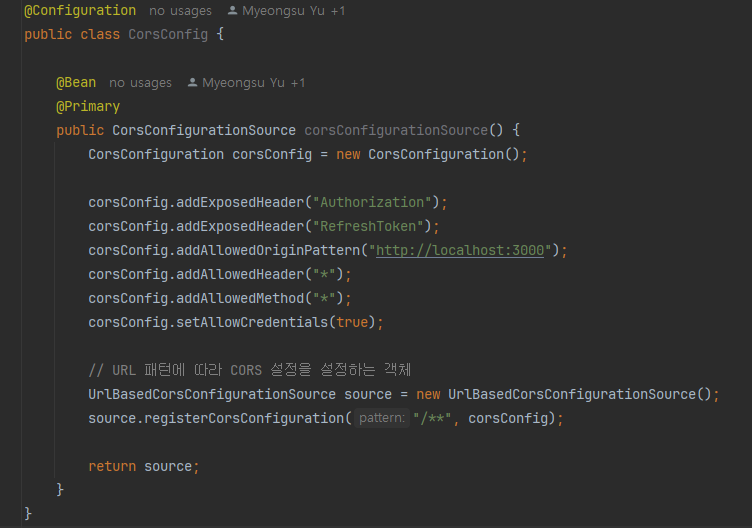 @Configuration no usages Myeongsu Yu +1
public class CorsConfig {
@Bean no usages Myeongsu Yu +1
@Primary
public CorsConfigurationSource corsConfigurationSource() {
CorsConfiguration corsConfig = new CorsConfiguration();
corsConfig.addExposedHeader("Authorization");
corsConfig.addExposedHeader("RefreshToken");
corsConfig.addAllowedOriginPattern("http://localhost:3000");
corsConfig.addAllowedHeader("*");
corsConfig.addAllowedMethod("*");
corsConfig.setAllowCredentials(true);
// URL 패턴에 따라 CORS 설정을 설정하는 객체
UrlBasedCorsConfigurationSource source = new UrlBasedCorsConfigurationSource();
source.registerCorsConfiguration( pattern: "/**", corsConfig);
return source;
}
}